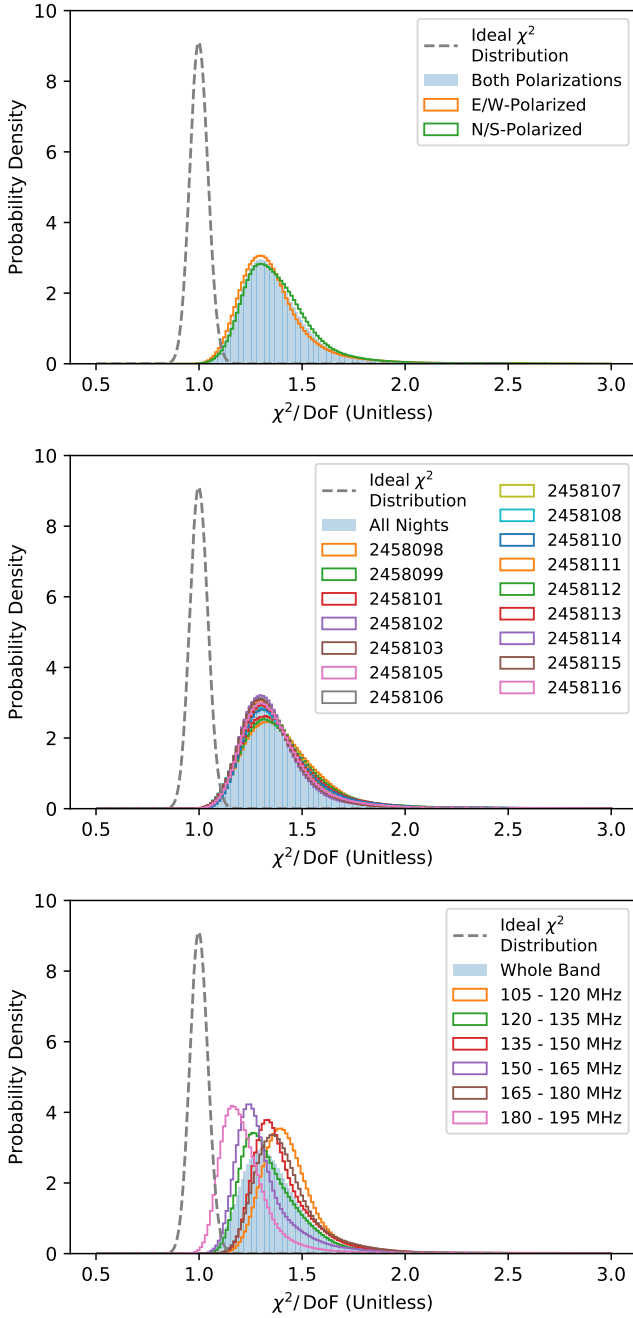 10
8
6
4
2
0
Probability Density
Ideal χ²
Distribution
Both Polarizations
E/W-Polarized
N/S-Polarized
0.5 1.0 1.5 2.0 2.5 3.0
χ²/DoF (Unitless)
10
8
6
4
2
0
Probability Density
Ideal χ²
Distribution
All Nights
2458098
2458099
2458101
2458102
2458103
2458105
2458106
2458107
2458108
2458110
2458111
2458112
2458113
2458114
2458115
2458116
0.5 1.0 1.5 2.0 2.5 3.0
χ²/DoF (Unitless)
10
8
6
4
2
0
Probability Density
Ideal χ²
Distribution
Whole Band
105 - 120 MHz
120 - 135 MHz
135 - 150 MHz
150 - 165 MHz
165 - 180 MHz
180 - 195 MHz
0.5 1.0 1.5 2.0 2.5 3.0
χ²/DoF (Unitless)